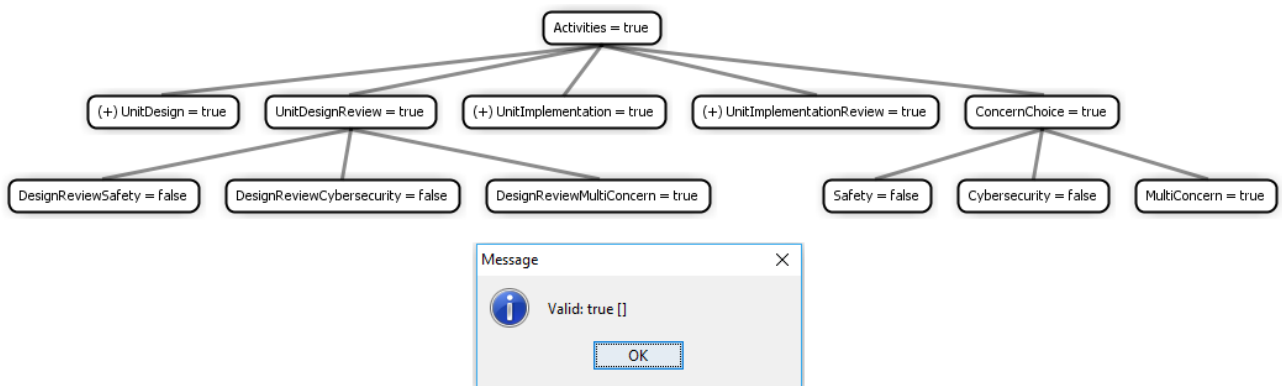 Activities = true
(+) UnitDesign = true
UnitDesignReview = true
(+) UnitImplementation = true
(+) UnitImplementationReview = true
ConcernChoice = true
DesignReviewSafety = false
DesignReviewCybersecurity = false
DesignReviewMultiConcern = true
Safety = false
Cybersecurity = false
MultiConcern = true
Message
Valid: true []
OK